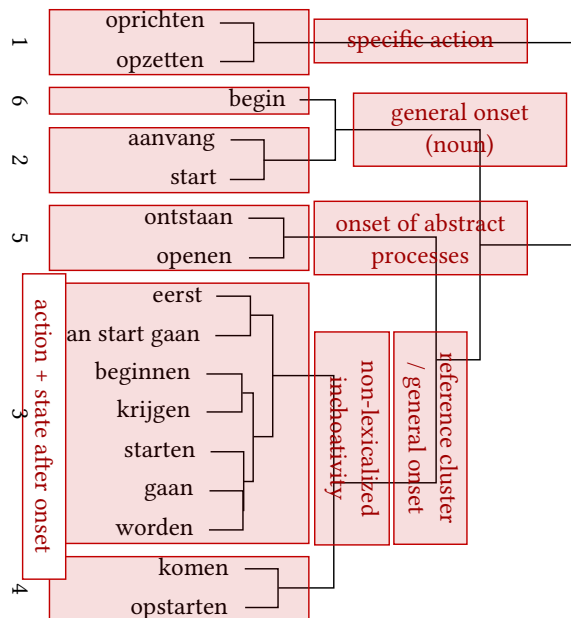 oprichten
1
specific action
opzetten
6
begin
general onset
(noun)
aanvang
2
start
ontstaan
onset of abstract
5
processes
openen
eerst
an start gaan
beginnen
krijgen
3
starten
gaan
worden
action + state after onset
non-lexicalized
inchoativity
reference cluster
/ general onset
komen
4
opstarten